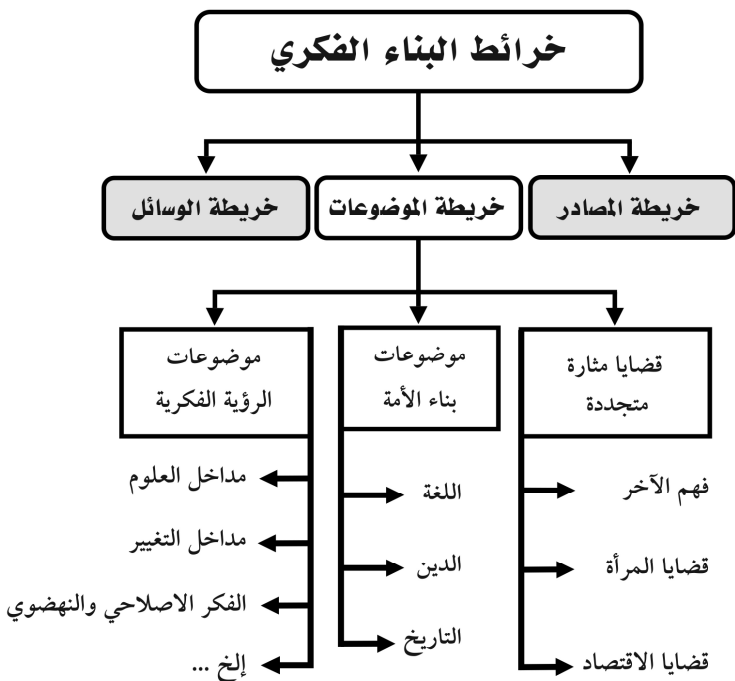 خرائط البناء الفكري
خريطة المصادر
خريطة الموضوعات
خريطة الوسائل
قضايا مثارة
متجددة
فهم الآخر
قضايا المرأة
قضايا الاقتصاد
موضوعات
بناء الأمة
اللغة
الدين
التاريخ
موضوعات
الرؤية الفكرية
مداخل العلوم
مداخل التغيير
الفكر الاصلاحي والنهضوي
إلخ ...